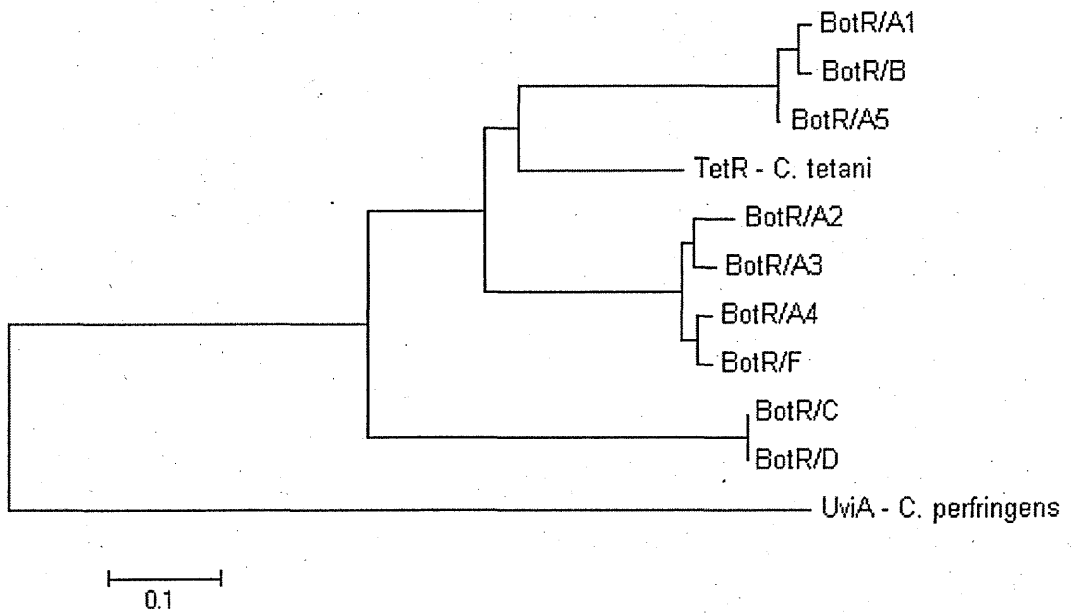 BotR/A1
BotR/B
BotR/A5
TetR - C. tetani
BotR/A2
BotR/A3
BotR/A4
BotR/F
BotR/C
BotR/D
UviA - C. perfringens
0.1